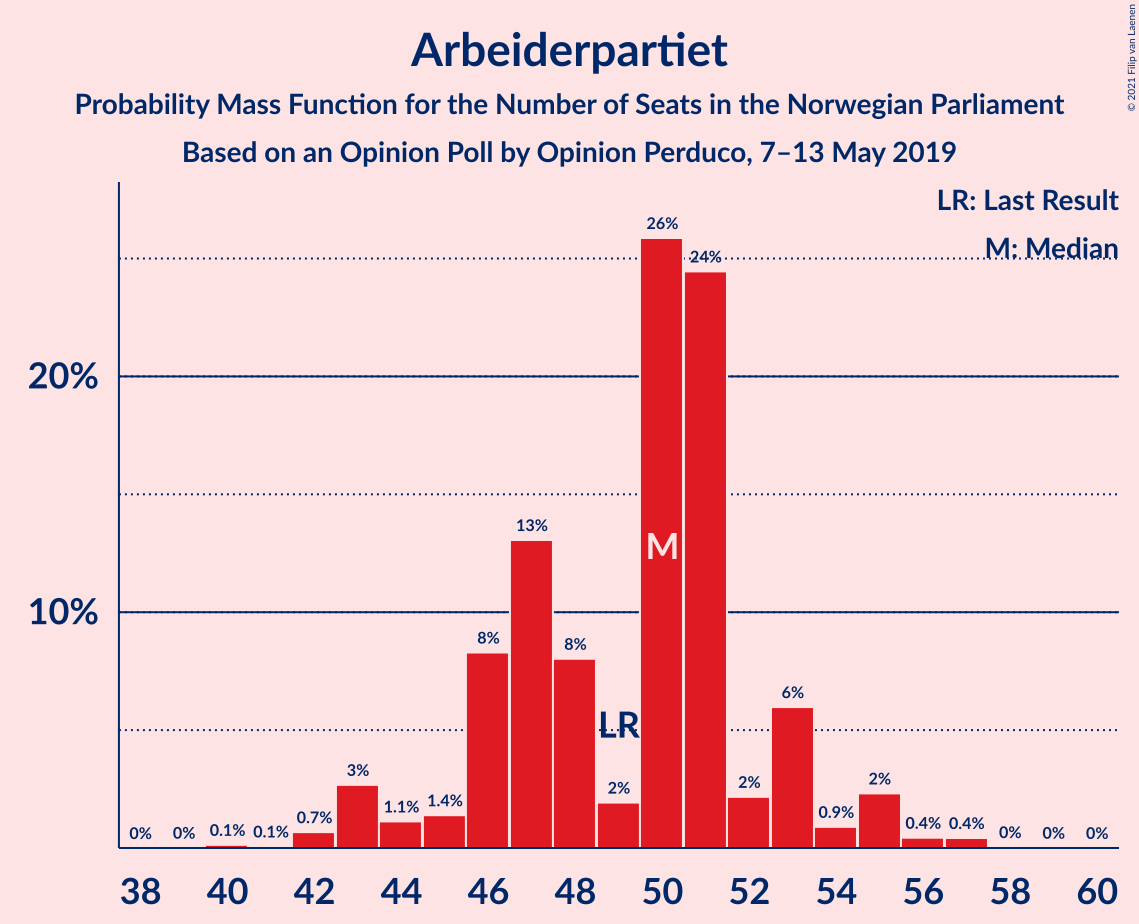 Arbeiderpartiet
Probability Mass Function for the Number of Seats in the Norwegian Parliament
Based on an Opinion Poll by Opinion Perduco, 7–13 May 2019
© 2021 Filip van Laenen
LR: Last Result
M: Median
20%
10%
0% 0% 0.1% 0.1% 0.7% 3% 1.1% 1.4% 8% 13% 8% 2% 26% 24% 2% 6% 0.9% 2% 0.4% 0.4% 0% 0% 0%
LR
M
38 40 42 44 46 48 50 52 54 56 58 60